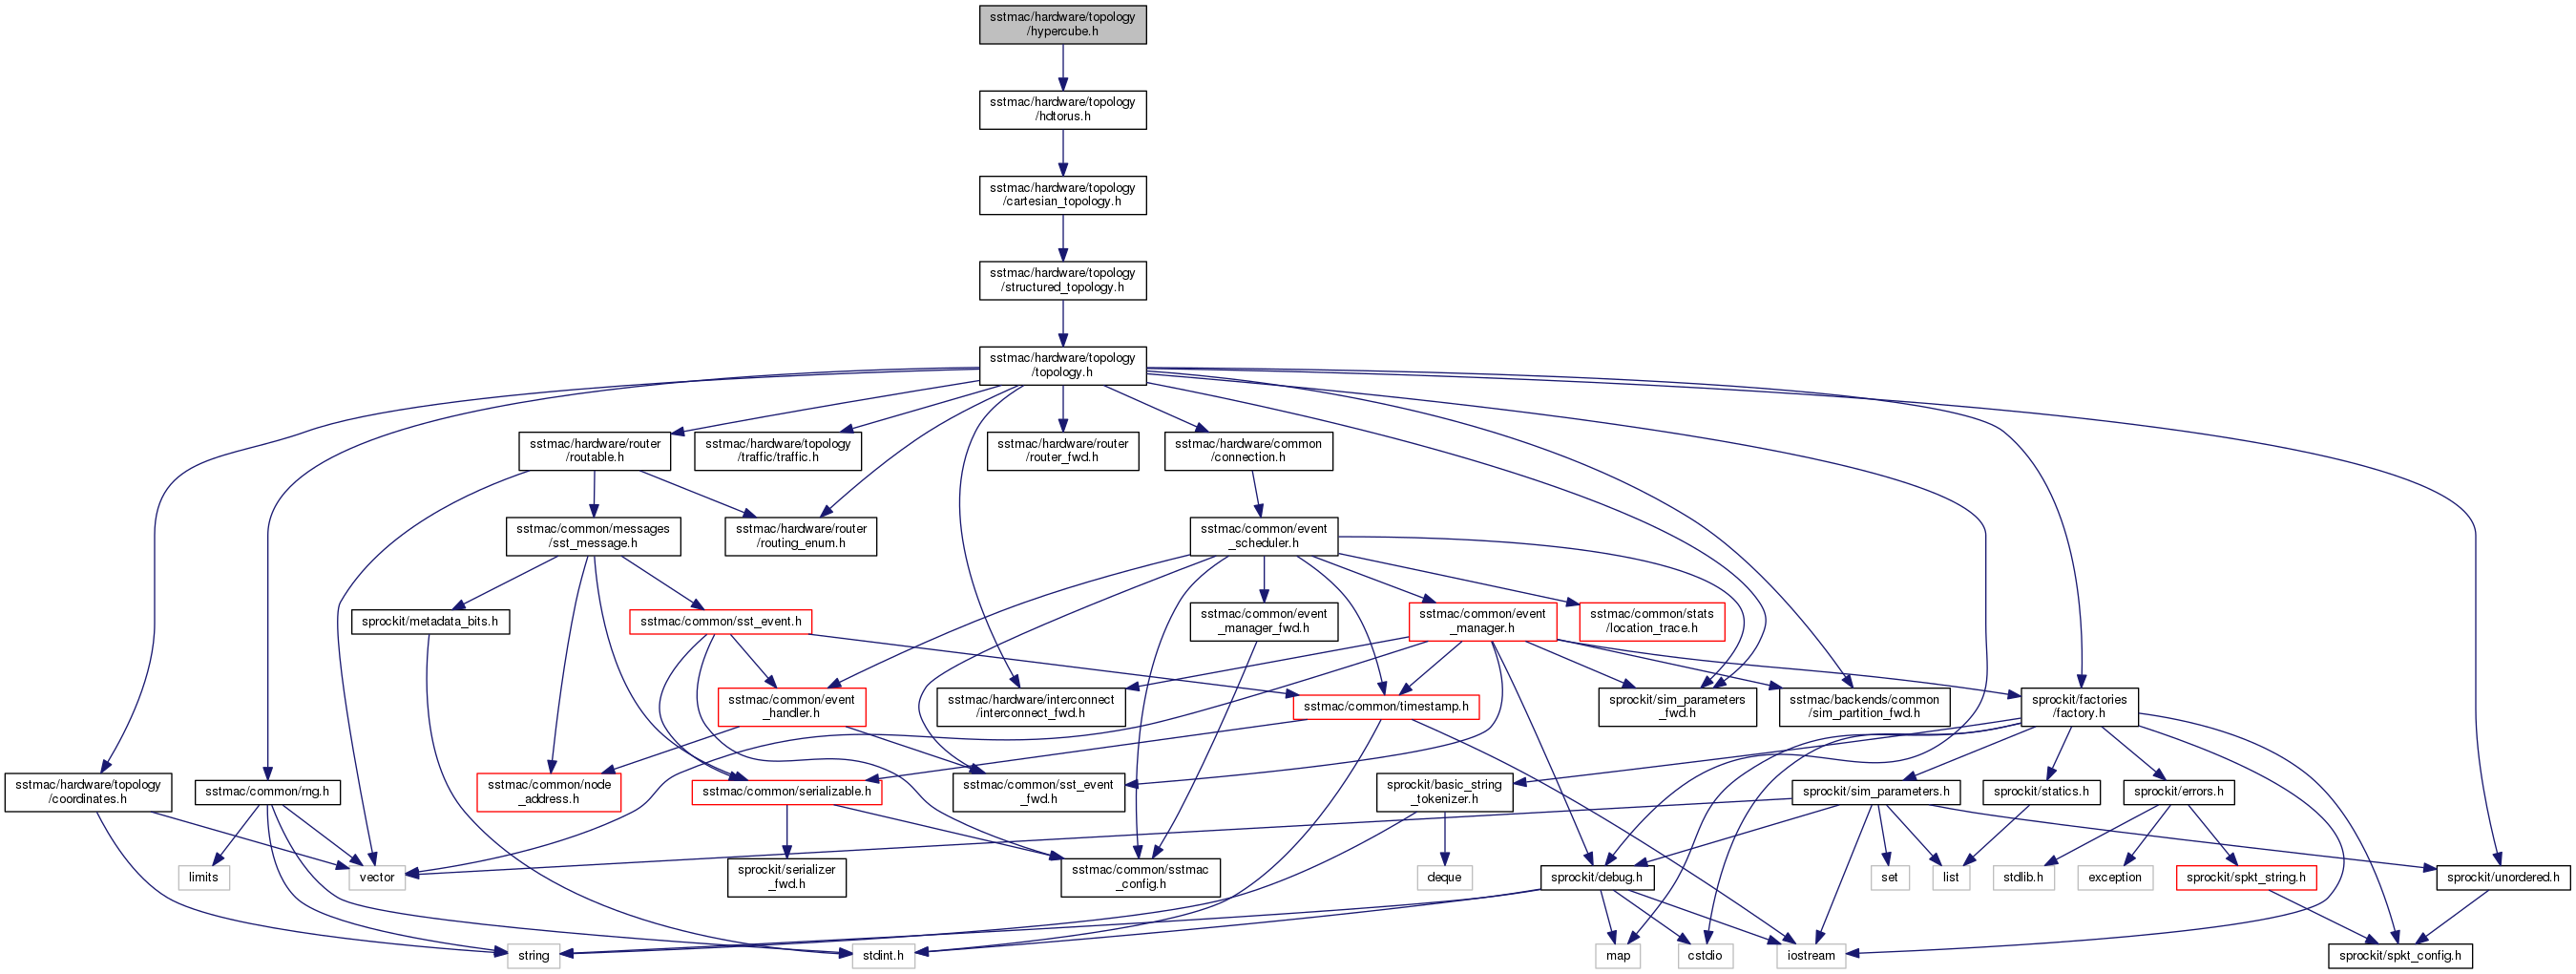 sstmac/hardware/topology
/hypercube.h
sstmac/hardware/topology
/hdtorus.h
sstmac/hardware/topology
/cartesian_topology.h
sstmac/hardware/topology
/structured_topology.h
sstmac/hardware/topology
/topology.h
sstmac/hardware/router
/routable.h
sstmac/hardware/topology
/traffic/traffic.h
sstmac/hardware/router
/router_fwd.h
sstmac/hardware/common
/connection.h
sstmac/common/messages
/sst_message.h
sstmac/hardware/router
/routing_enum.h
sstmac/common/event
_scheduler.h
sprockit/metadata_bits.h
sstmac/common/sst_event.h
sstmac/common/event
_manager_fwd.h
sstmac/common/event
_manager.h
sstmac/common/stats
/location_trace.h
sstmac/common/event
_handler.h
sstmac/hardware/interconnect
/interconnect_fwd.h
sstmac/common/timestamp.h
sprockit/sim_parameters
_fwd.h
sstmac/backends/common
/sim_partition_fwd.h
sprockit/factories
/factory.h
sstmac/hardware/topology
/coordinates.h
sstmac/common/rng.h
sstmac/common/node
_address.h
sstmac/common/serializable.h
sstmac/common/sst_event
_fwd.h
sprockit/basic_string
_tokenizer.h
sprockit/sim_parameters.h
sprockit/statics.h
sprockit/errors.h
limits
vector
sprockit/serializer
_fwd.h
sstmac/common/sstmac
_config.h
deque
sprockit/debug.h
set
list
stdlib.h
exception
sprockit/spkt_string.h
sprockit/unordered.h
string
stdint.h
map
cstdio
iostream
sprockit/spkt_config.h